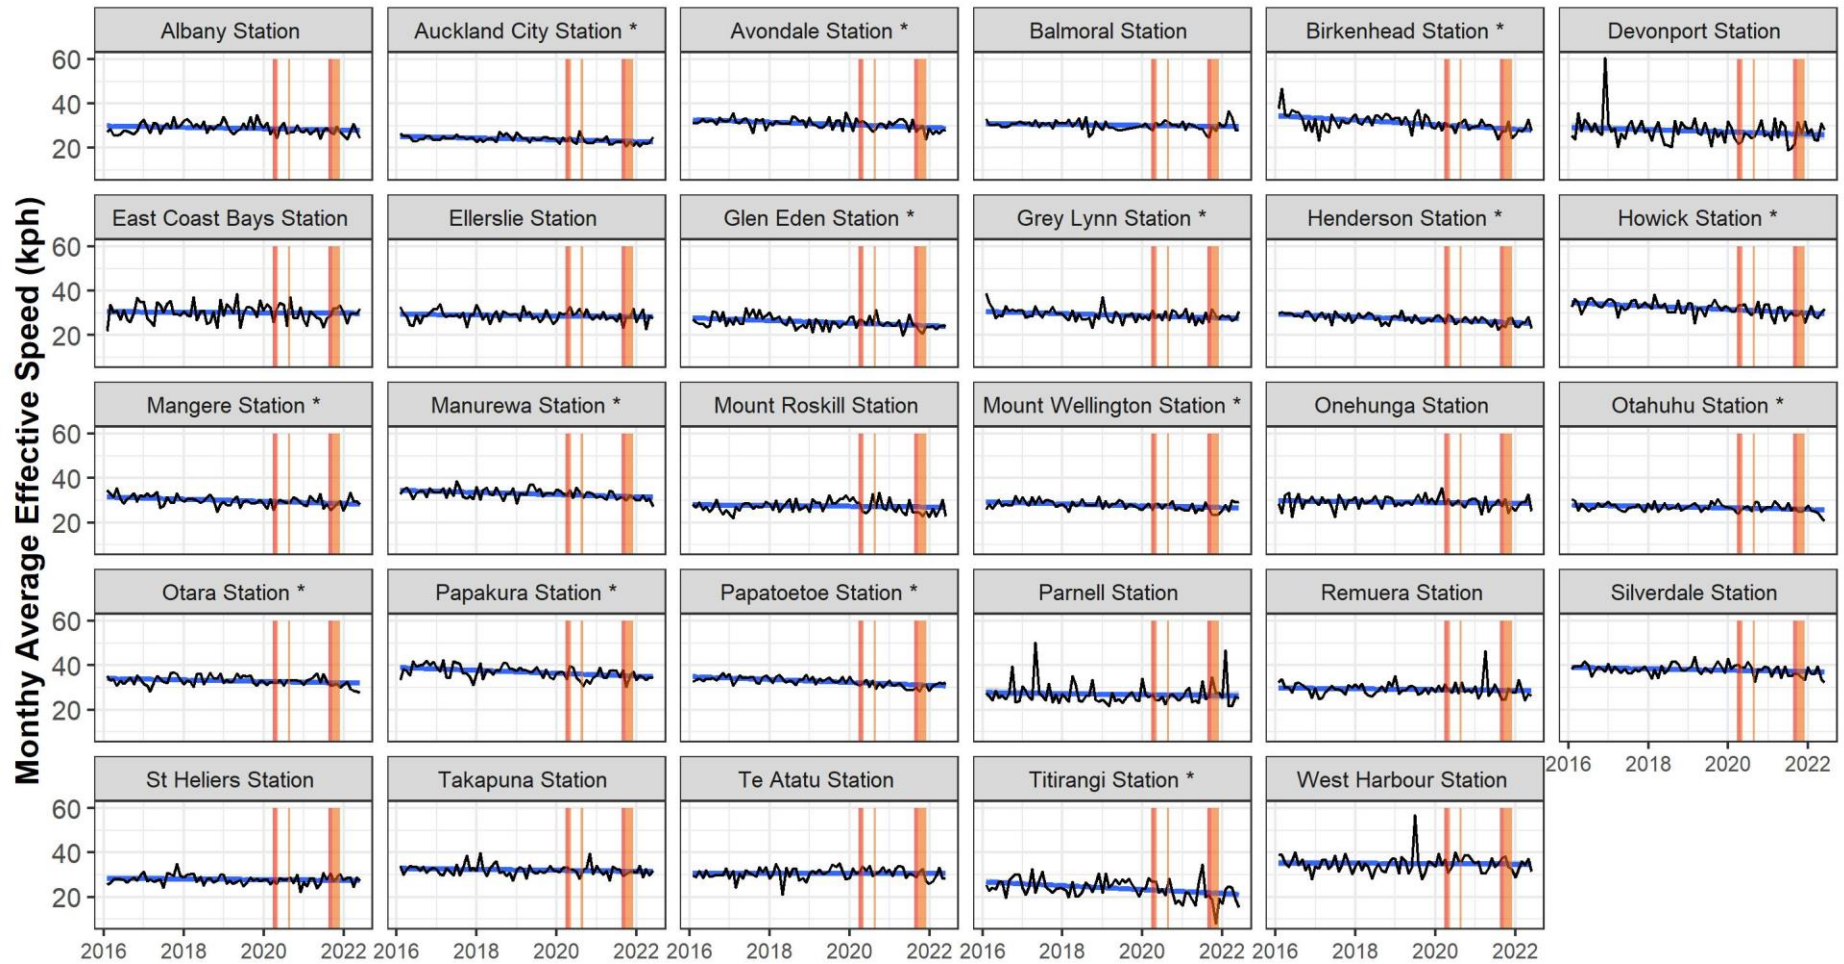 Albany Station
Auckland City Station *
Avondale Station *
Balmoral Station
Birkenhead Station *
Devonport Station
60
40
20
East Coast Bays Station
Ellerslie Station
Glen Eden Station *
Grey Lynn Station *
Henderson Station *
Howick Station *
60
40
20
Monthy Average Effective Speed (kph)
Mangere Station *
Manurewa Station *
Mount Roskill Station
Mount Wellington Station *
Onehunga Station
Otahuhu Station *
60
40
20
Otara Station *
Papakura Station *
Papatoetoe Station *
Parnell Station
Remuera Station
Silverdale Station
60
40
20
2016 2018 2020 2022
St Heliers Station
Takapuna Station
Te Atatu Station
Titirangi Station *
West Harbour Station
60
40
20
2016 2018 2020 2022
2016 2018 2020 2022
2016 2018 2020 2022
2016 2018 2020 2022
2016 2018 2020 2022